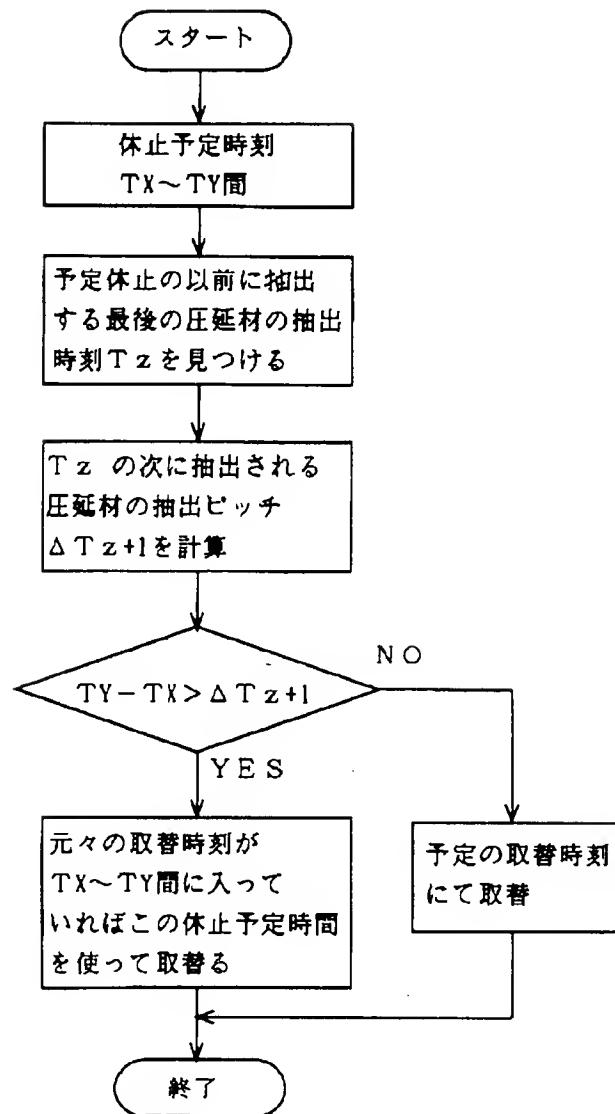 スタート
休止予定時刻
TX～TY間
予定休止の以前に抽出
する最後の圧延材の抽出
時刻Tzを見つける
Tz の次に抽出される
圧延材の抽出ピッチ
ΔTz+1を計算
TY－TX＞ΔTz+1
NO
YES
元々の取替時刻が
TX～TY間に入って
いればこの休止予定時間
を使って取替る
予定の取替時刻
にて取替
終了